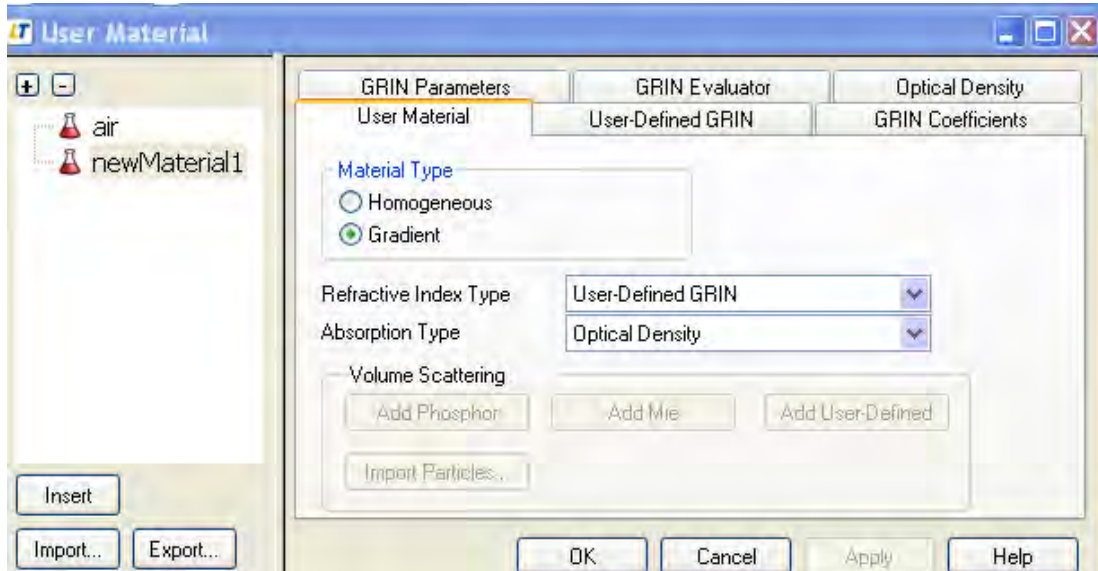 LT User Material
air
newMaterial1
Insert
Import... Export...
GRIN Parameters GRIN Evaluator Optical Density
User Material User-Defined GRIN GRIN Coefficients
Material Type
Homogeneous
Gradient
Refractive Index Type User-Defined GRIN
Absorption Type Optical Density
Volume Scattering
Add Phosphor Add Mie Add User-Defined
Import Particles...
OK Cancel Apply Help